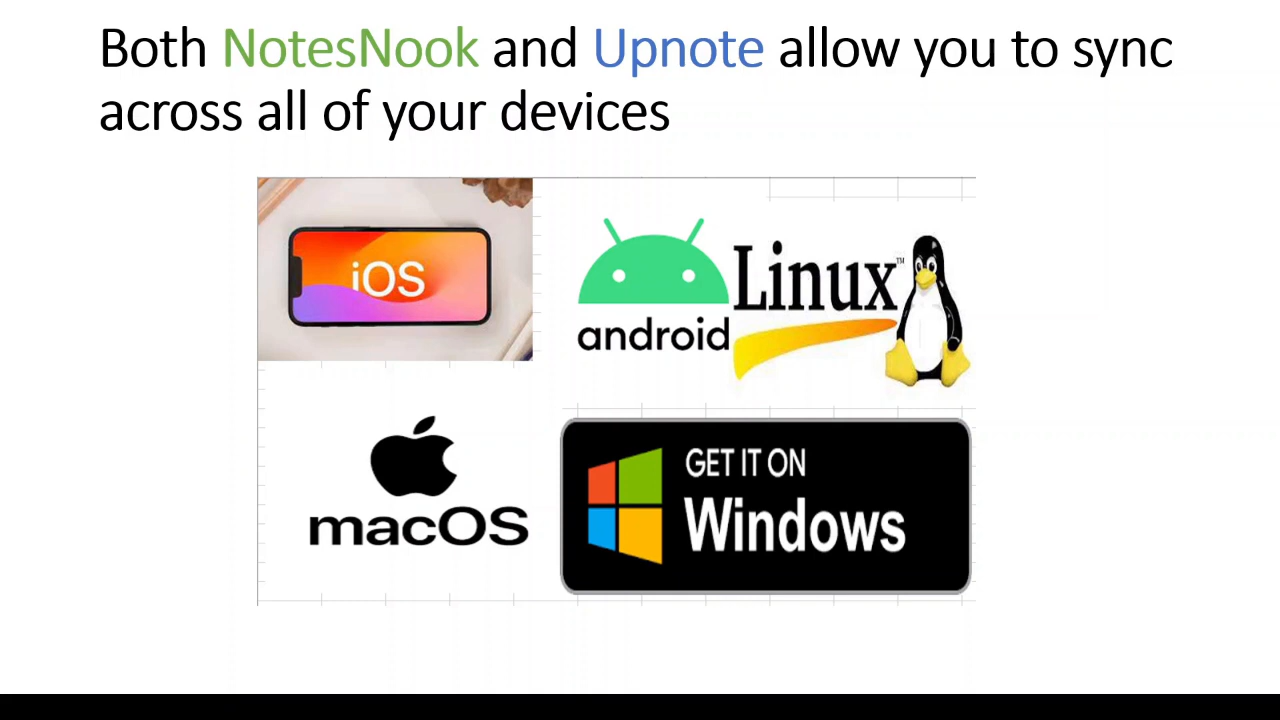 Both NotesNook and Upnote allow you to sync
across all of your devices
iOS
android
Linux™
macOS
GET IT ON
Windows